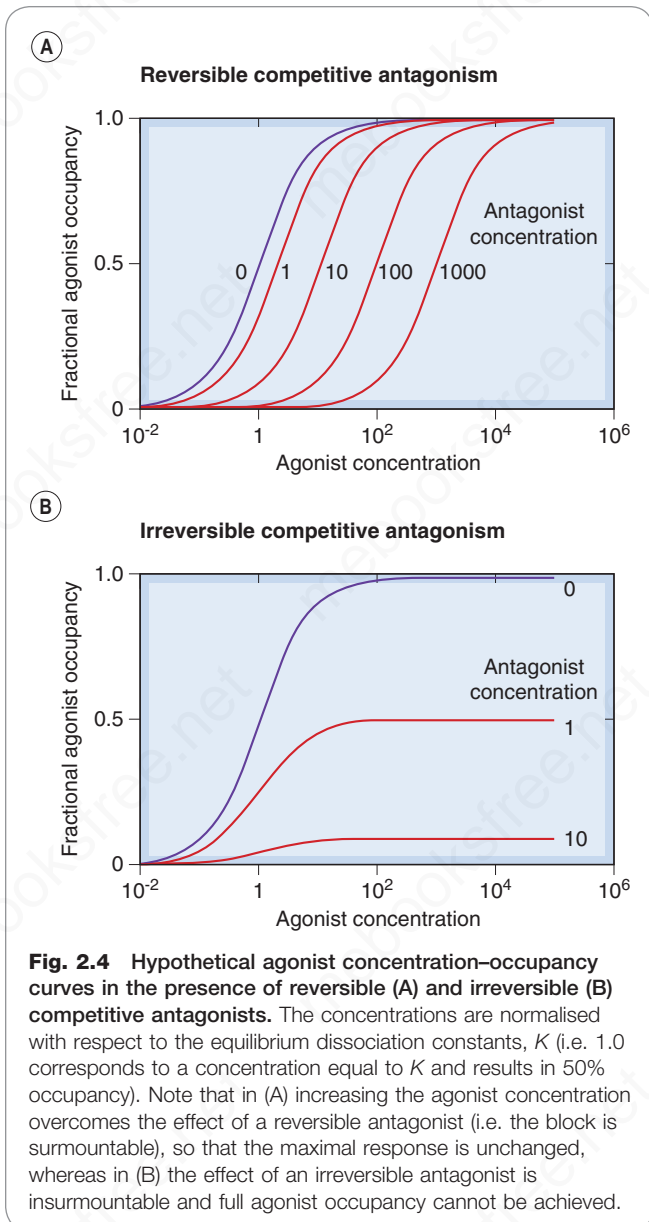 A
Reversible competitive antagonism
1.0
0.5
0
Fractional agonist occupancy
0 1 10 100 1000
Antagonist
concentration
10⁻² 1 10² 10⁴ 10⁶
Agonist concentration
B
Irreversible competitive antagonism
1.0
0.5
0
Fractional agonist occupancy
0
Antagonist
concentration
1
10
10⁻² 1 10² 10⁴ 10⁶
Agonist concentration
Fig. 2.4 Hypothetical agonist concentration–occupancy
curves in the presence of reversible (A) and irreversible (B)
competitive antagonists. The concentrations are normalised
with respect to the equilibrium dissociation constants, K (i.e. 1.0
corresponds to a concentration equal to K and results in 50%
occupancy). Note that in (A) increasing the agonist concentration
overcomes the effect of a reversible antagonist (i.e. the block is
surmountable), so that the maximal response is unchanged,
whereas in (B) the effect of an irreversible antagonist is
insurmountable and full agonist occupancy cannot be achieved.
mebooksfree.net